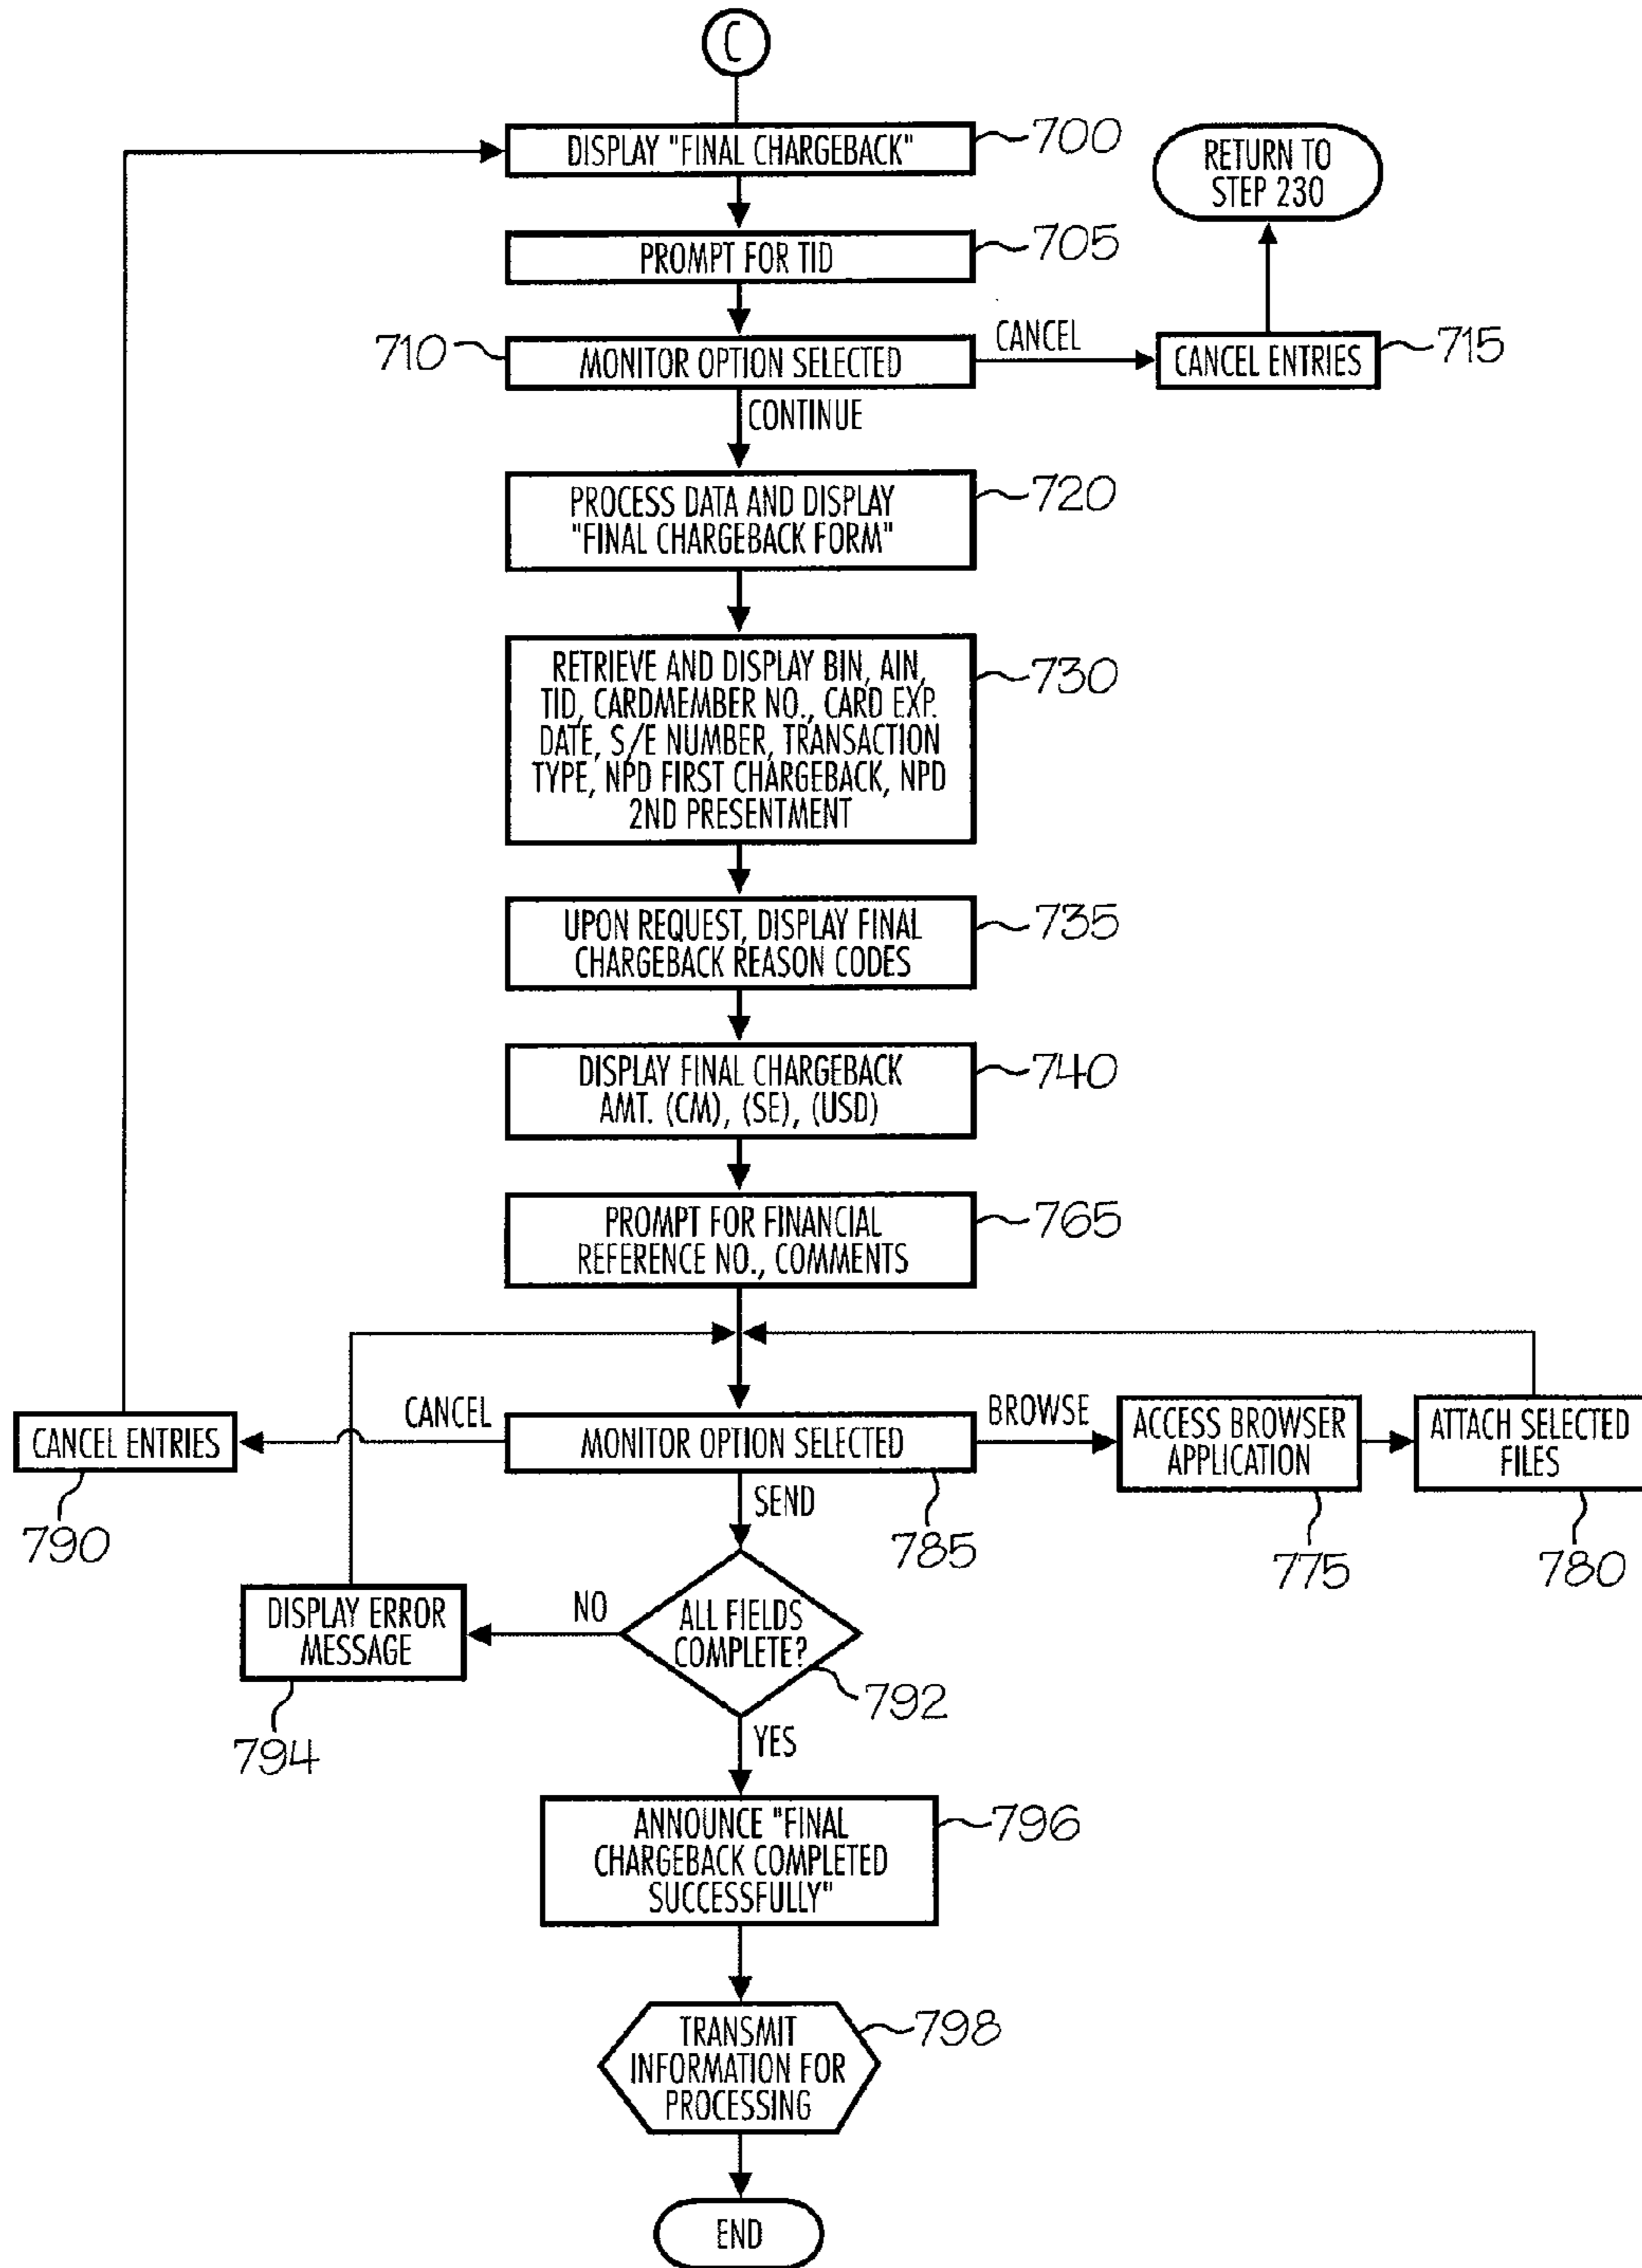 C
DISPLAY "FINAL CHARGEBACK"
700
RETURN TO
STEP 230
PROMPT FOR TID
705
710
MONITOR OPTION SELECTED
CANCEL
CANCEL ENTRIES
715
CONTINUE
PROCESS DATA AND DISPLAY
"FINAL CHARGEBACK FORM"
720
RETRIEVE AND DISPLAY BIN, AIN,
TID, CARDMEMBER NO., CARD EXP.
DATE, S/E NUMBER, TRANSACTION
TYPE, NPD FIRST CHARGEBACK, NPD
2ND PRESENTMENT
730
UPON REQUEST, DISPLAY FINAL
CHARGEBACK REASON CODES
735
DISPLAY FINAL CHARGEBACK
AMT. (CM), (SE), (USD)
740
PROMPT FOR FINANCIAL
REFERENCE NO., COMMENTS
765
CANCEL ENTRIES
790
CANCEL
MONITOR OPTION SELECTED
785
BROWSE
ACCESS BROWSER
APPLICATION
775
ATTACH SELECTED
FILES
780
SEND
DISPLAY ERROR
MESSAGE
794
NO
ALL FIELDS
COMPLETE?
792
YES
ANNOUNCE "FINAL
CHARGEBACK COMPLETED
SUCCESSFULLY"
796
TRANSMIT
INFORMATION FOR
PROCESSING
798
END